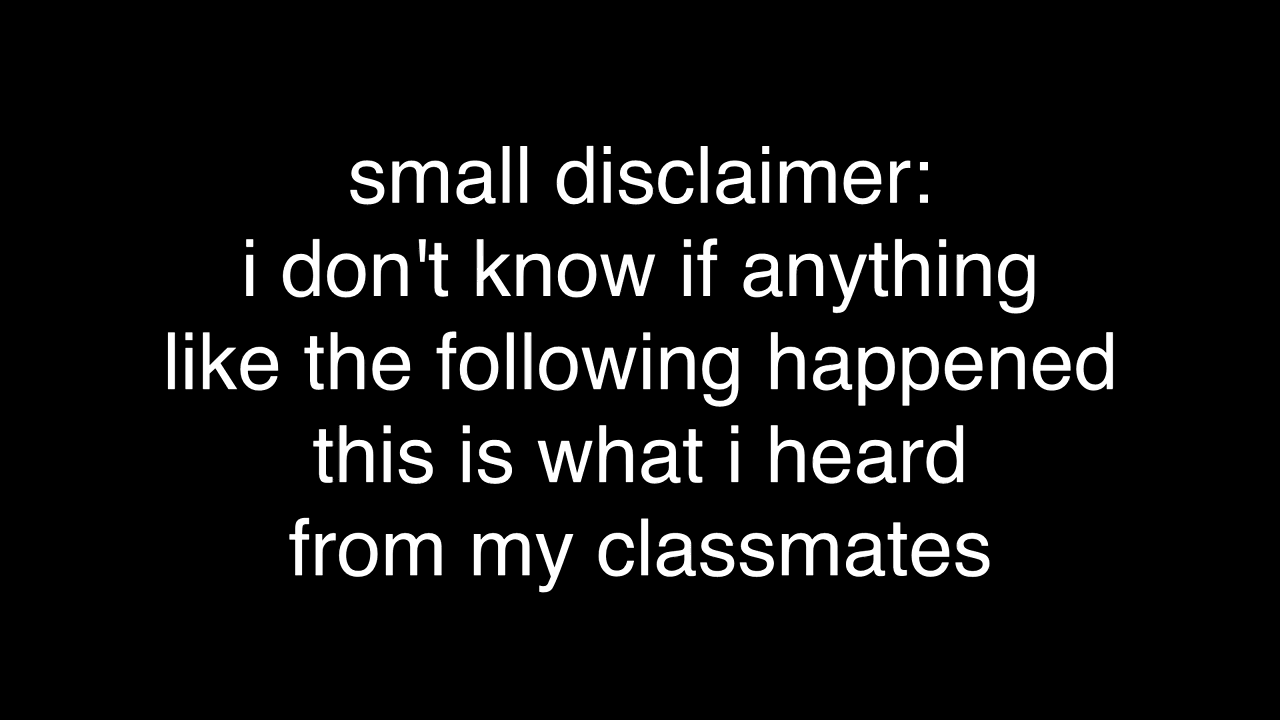 small disclaimer:
i don't know if anything
like the following happened
this is what i heard
from my classmates